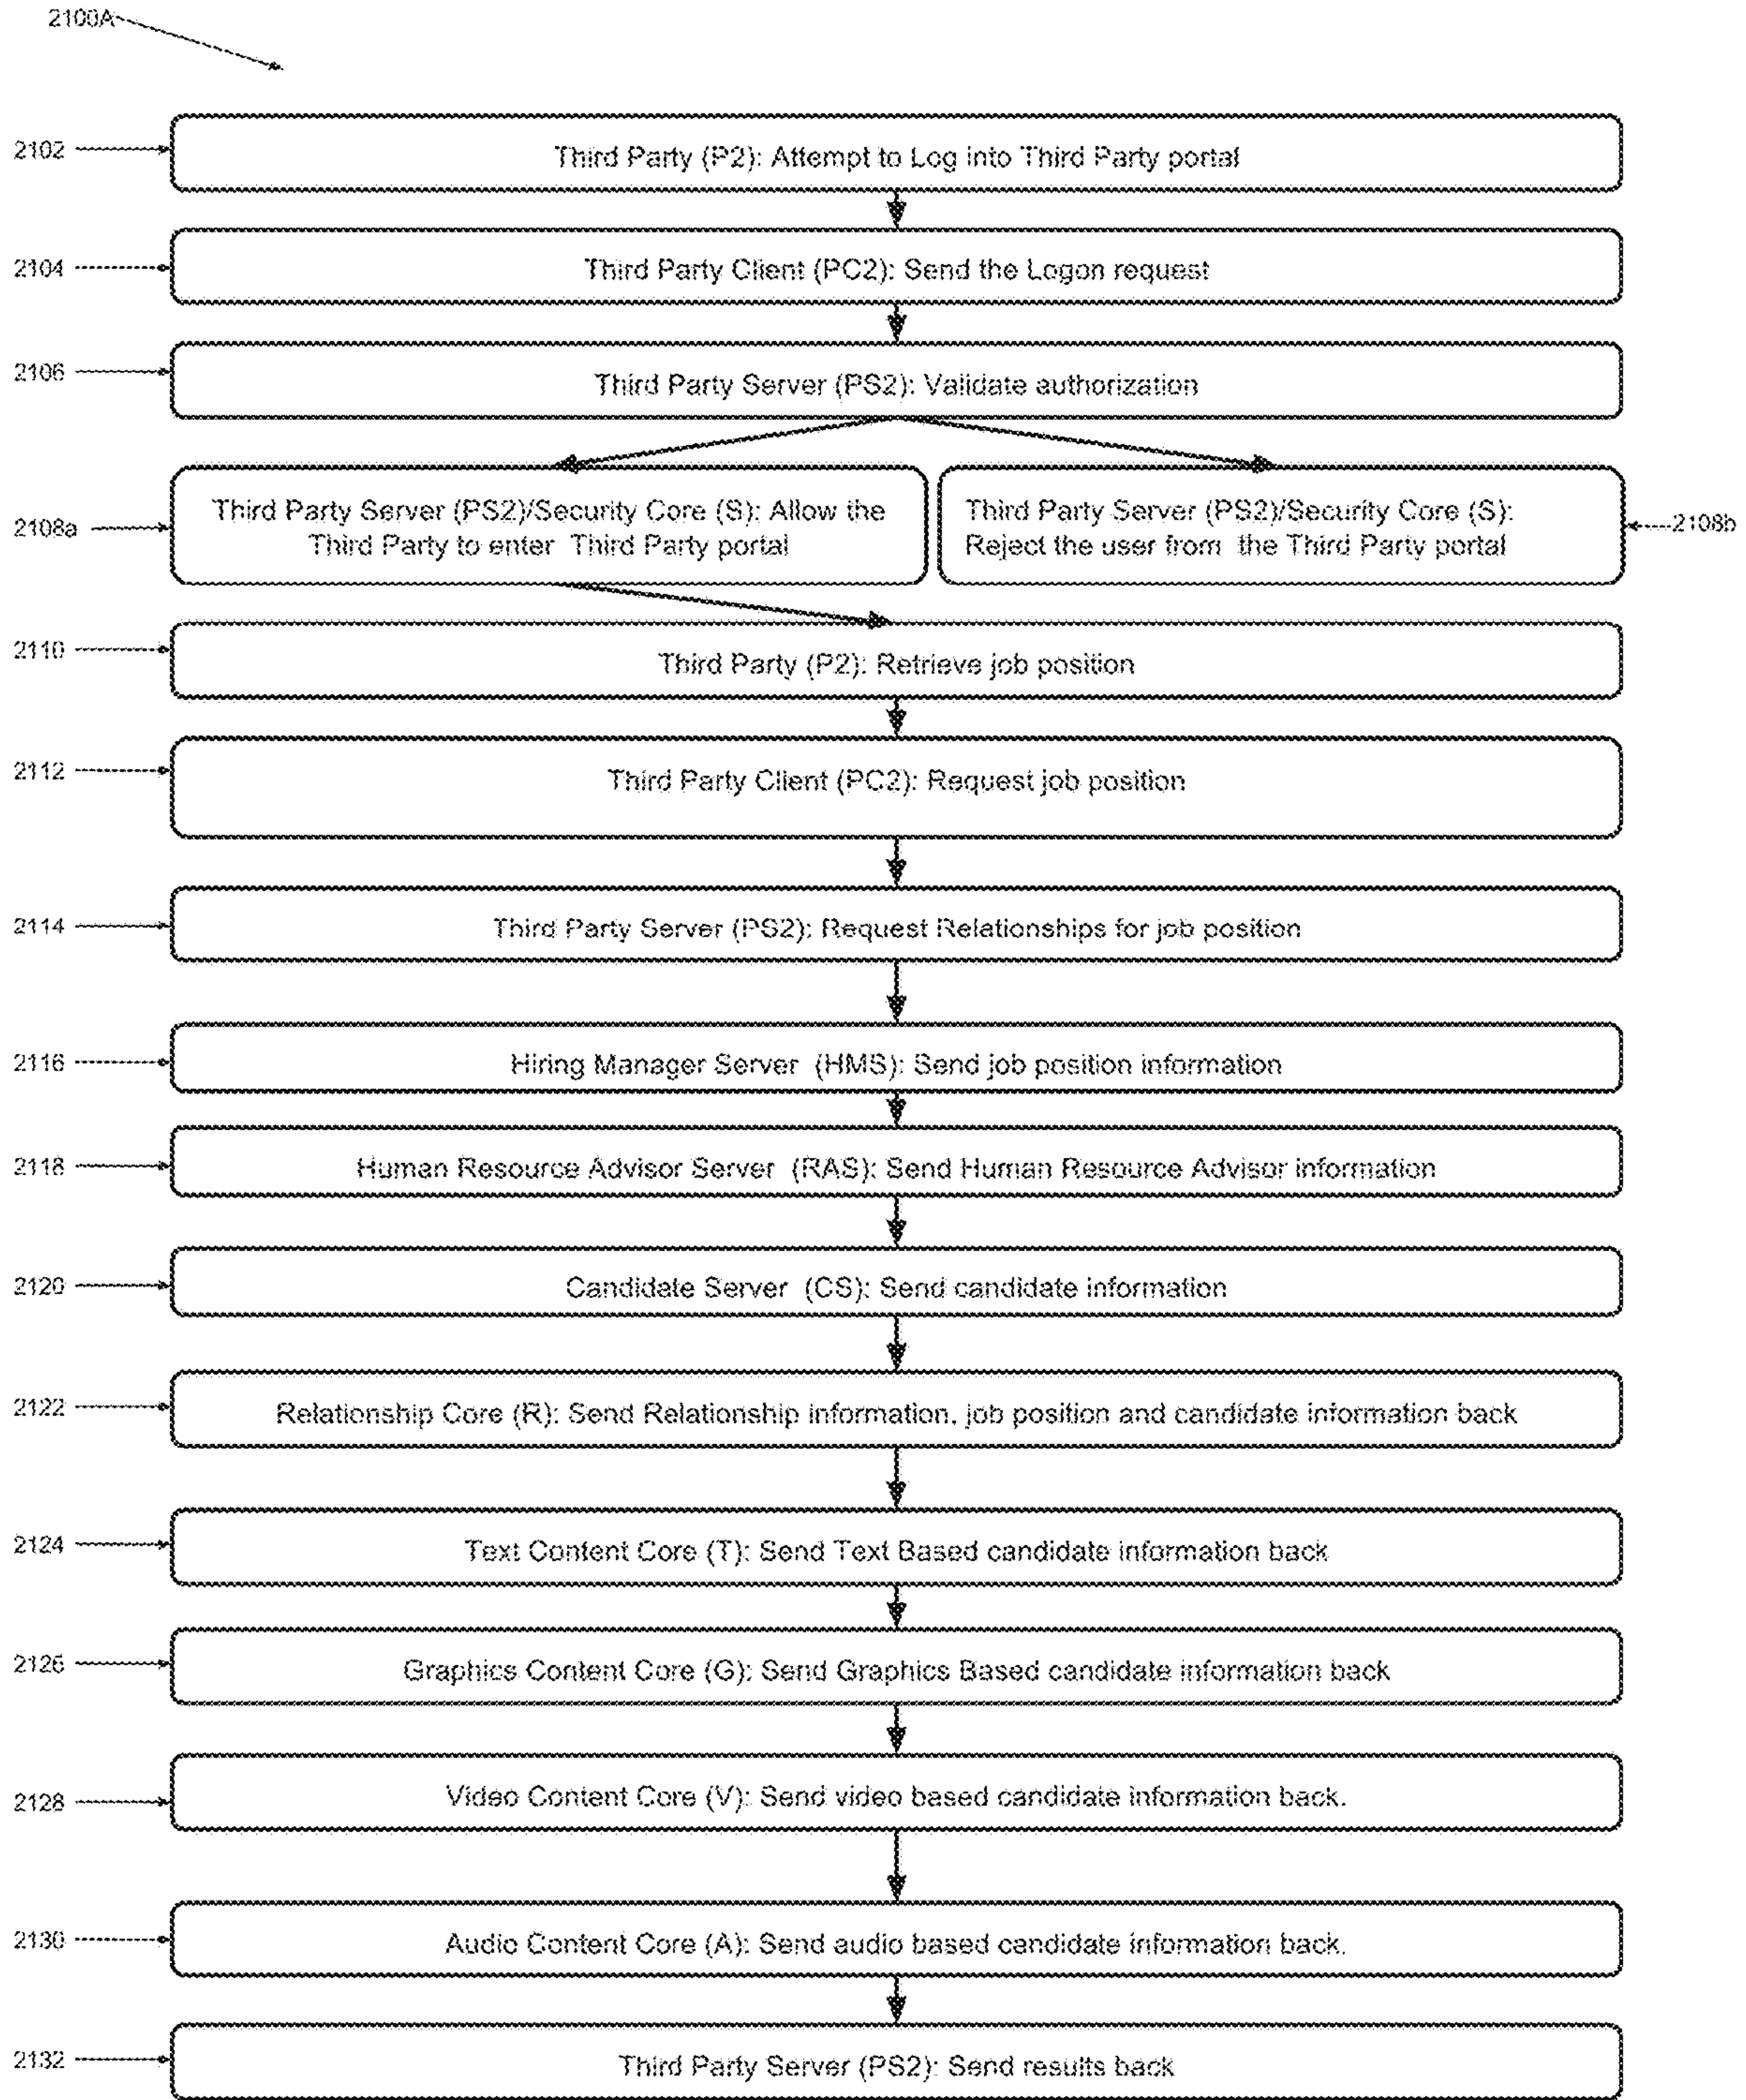 2100A
2102
Third Party (P2): Attempt to Log into Third Party portal
2104
Third Party Client (PC2): Send the Logon request
2106
Third Party Server (PS2): Validate authorization
2108a
Third Party Server (PS2)/Security Core (S): Allow the
Third Party to enter Third Party portal
Third Party Server (PS2)/Security Core (S):
Reject the user from the Third Party portal
2108b
2110
Third Party (P2): Retrieve job position
2112
Third Party Client (PC2): Request job position
2114
Third Party Server (PS2): Request Relationships for job position
2116
Hiring Manager Server (HMS): Send job position information
2118
Human Resource Advisor Server (RAS): Send Human Resource Advisor information
2120
Candidate Server (CS): Send candidate information
2122
Relationship Core (R): Send Relationship information, job position and candidate information back
2124
Text Content Core (T): Send Text Based candidate information back
2126
Graphics Content Core (G): Send Graphics Based candidate information back
2128
Video Content Core (V): Send video based candidate information back.
2130
Audio Content Core (A): Send audio based candidate information back.
2132
Third Party Server (PS2): Send results back